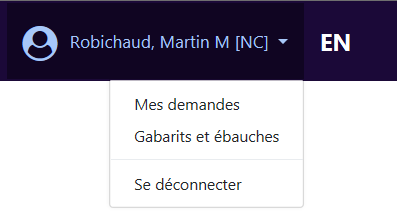 Robichaud, Martin M [NC] EN
Mes demandes
Gabarits et ébauches
Se déconnecter